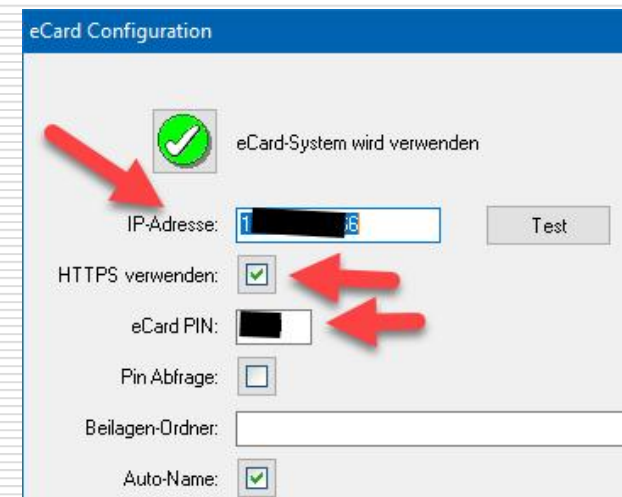 eCard Configuration
eCard-System wird verwenden
IP-Adresse:
Test
HTTPS verwenden:
eCard PIN:
Pin Abfrage:
Beilagen-Ordner:
Auto-Name: